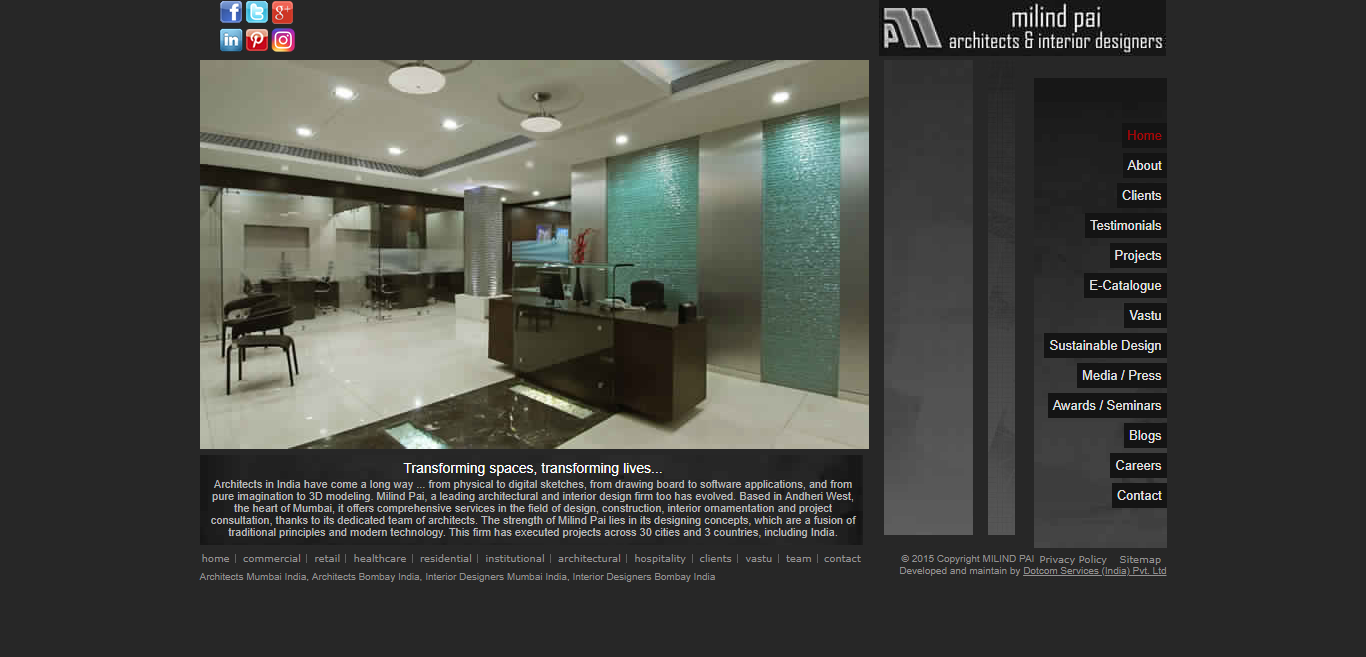 milind pai
architects & interior designers
Home
About
Clients
Testimonials
Projects
E-Catalogue
Vastu
Sustainable Design
Media / Press
Awards / Seminars
Blogs
Careers
Contact
Transforming spaces, transforming lives...
Architects in India have come a long way ... from physical to digital sketches, from drawing board to software applications, and from
pure imagination to 3D modeling. Milind Pai, a leading architectural and interior design firm too has evolved. Based in Andheri West,
the heart of Mumbai, it offers comprehensive services in the field of design, construction, interior ornamentation and project
consultation, thanks to its dedicated team of architects. The strength of Milind Pai lies in its designing concepts, which are a fusion of
traditional principles and modern technology. This firm has executed projects across 30 cities and 3 countries, including India.
home | commercial | retail | healthcare | residential | institutional | architectural | hospitality | clients | vastu | team | contact
Architects Mumbai India, Architects Bombay India, Interior Designers Mumbai India, Interior Designers Bombay India
© 2015 Copyright MILIND PAI Privacy Policy Sitemap
Developed and maintain by Dotcom Services (India) Pvt. Ltd